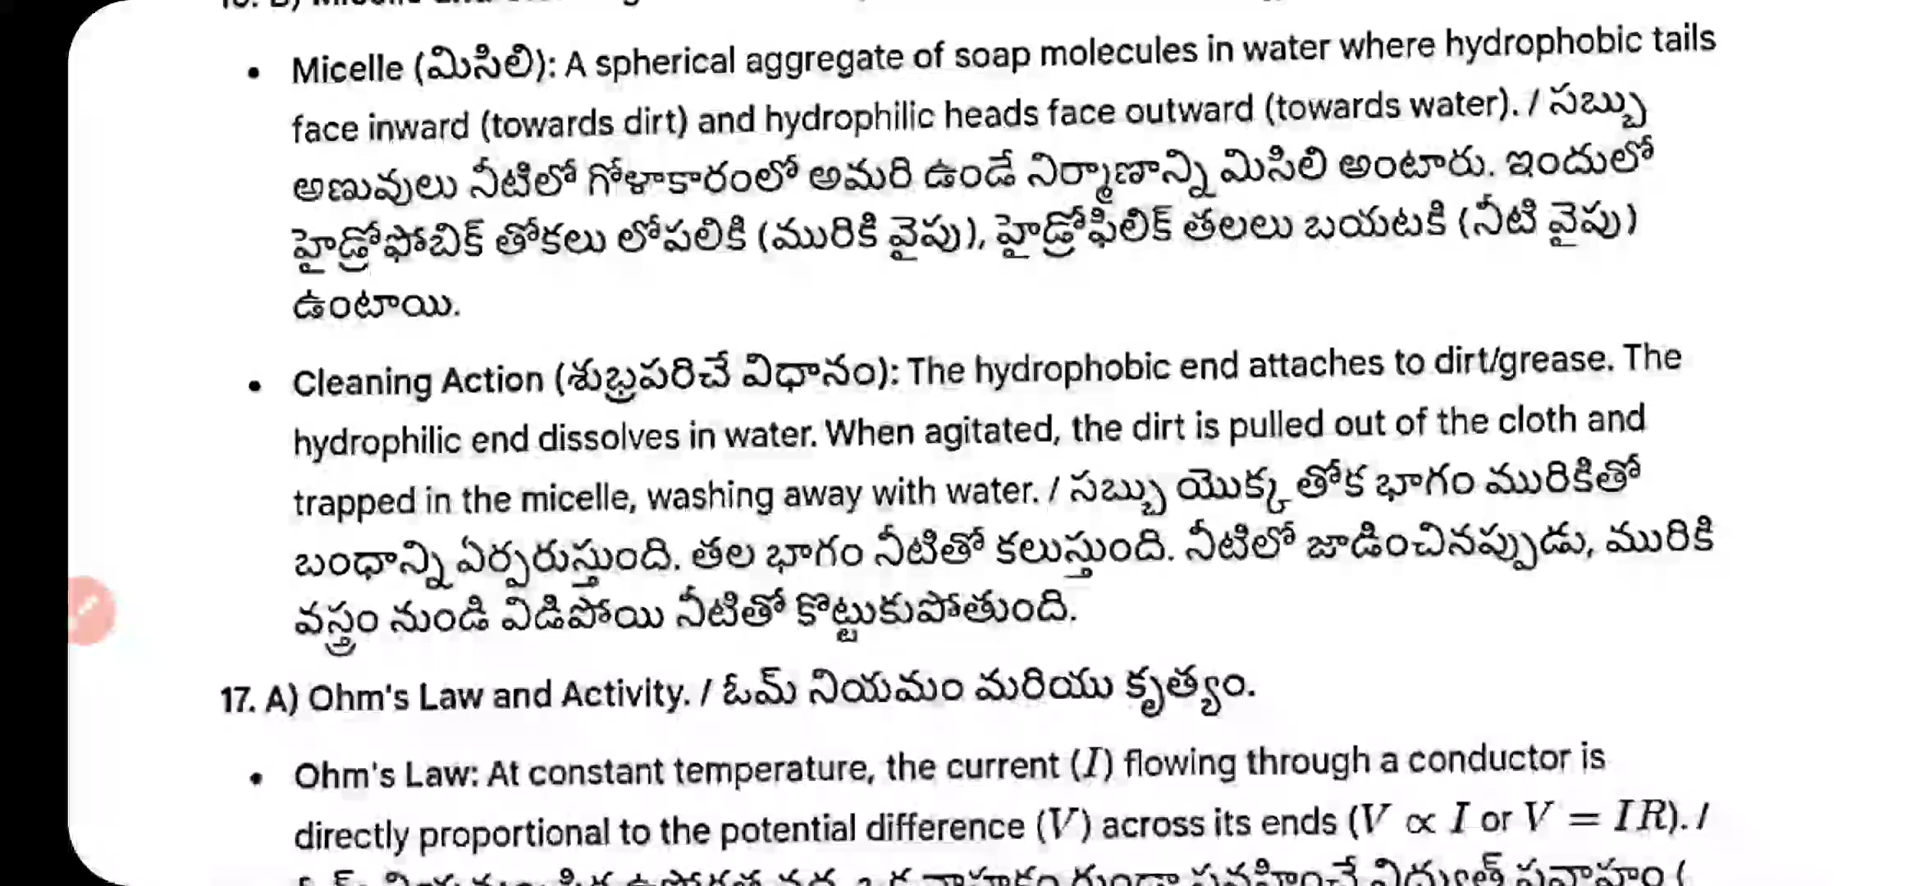 • Micelle (మిసిలి): A spherical aggregate of soap molecules in water where hydrophobic tails
face inward (towards dirt) and hydrophilic heads face outward (towards water). / సబ్బు
అణువులు నీటిలో గోళాకారంలో అమరి ఉండే నిర్మాణాన్ని మిసిలి అంటారు. ఇందులో
హైడ్రోఫోబిక్ తోకలు లోపలికి (మురికి వైపు), హైడ్రోఫిలిక్ తలలు బయటకి (నీటి వైపు)
ఉంటాయి.
• Cleaning Action (శుభ్రపరిచే విధానం): The hydrophobic end attaches to dirt/grease. The
hydrophilic end dissolves in water. When agitated, the dirt is pulled out of the cloth and
trapped in the micelle, washing away with water. / సబ్బు యొక్క తోక భాగం మురికితో
బంధాన్ని ఏర్పరుస్తుంది. తల భాగం నీటితో కలుస్తుంది. నీటిలో జాడించినప్పుడు, మురికి
వస్త్రం నుండి విడిపోయి నీటితో కొట్టుకుపోతుంది.
17. A) Ohm's Law and Activity. / ఓమ్ నియమం మరియు కృత్యం.
• Ohm's Law: At constant temperature, the current (I) flowing through a conductor is
directly proportional to the potential difference (V) across its ends (V ∝ I or V = IR). /